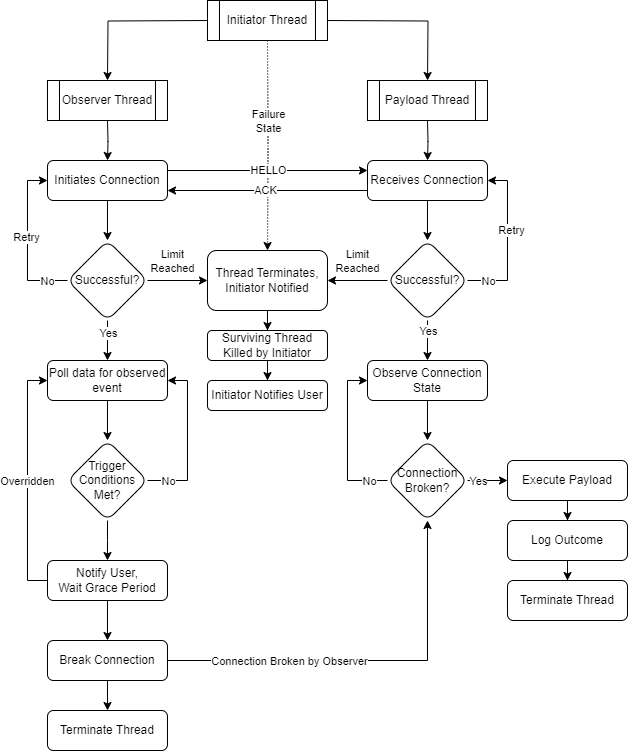 Initiator Thread
Observer Thread
Payload Thread
Failure
State
Initiates Connection
HELLO
ACK
Receives Connection
Retry
Retry
Successful?
No
Limit
Reached
Thread Terminates,
Initiator Notified
Limit
Reached
Successful?
No
Yes
Yes
Surviving Thread
Killed by Initiator
Initiator Notifies User
Poll data for observed
event
Observe Connection
State
Overridden
Trigger
Conditions
Met?
No
No
Connection
Broken?
Yes
Execute Payload
Log Outcome
Terminate Thread
Notify User,
Wait Grace Period
Break Connection
Connection Broken by Observer
Terminate Thread